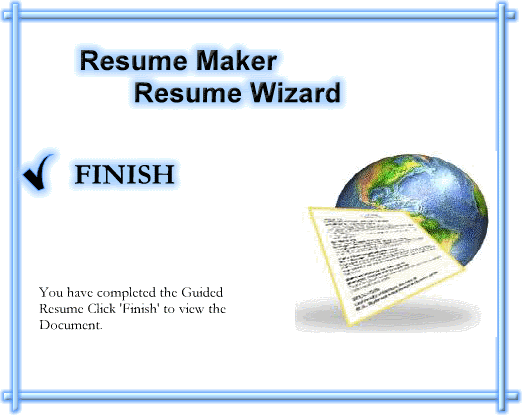 Resume Maker
Resume Wizard
FINISH
You have completed the Guided
Resume Click 'Finish' to view the
Document.